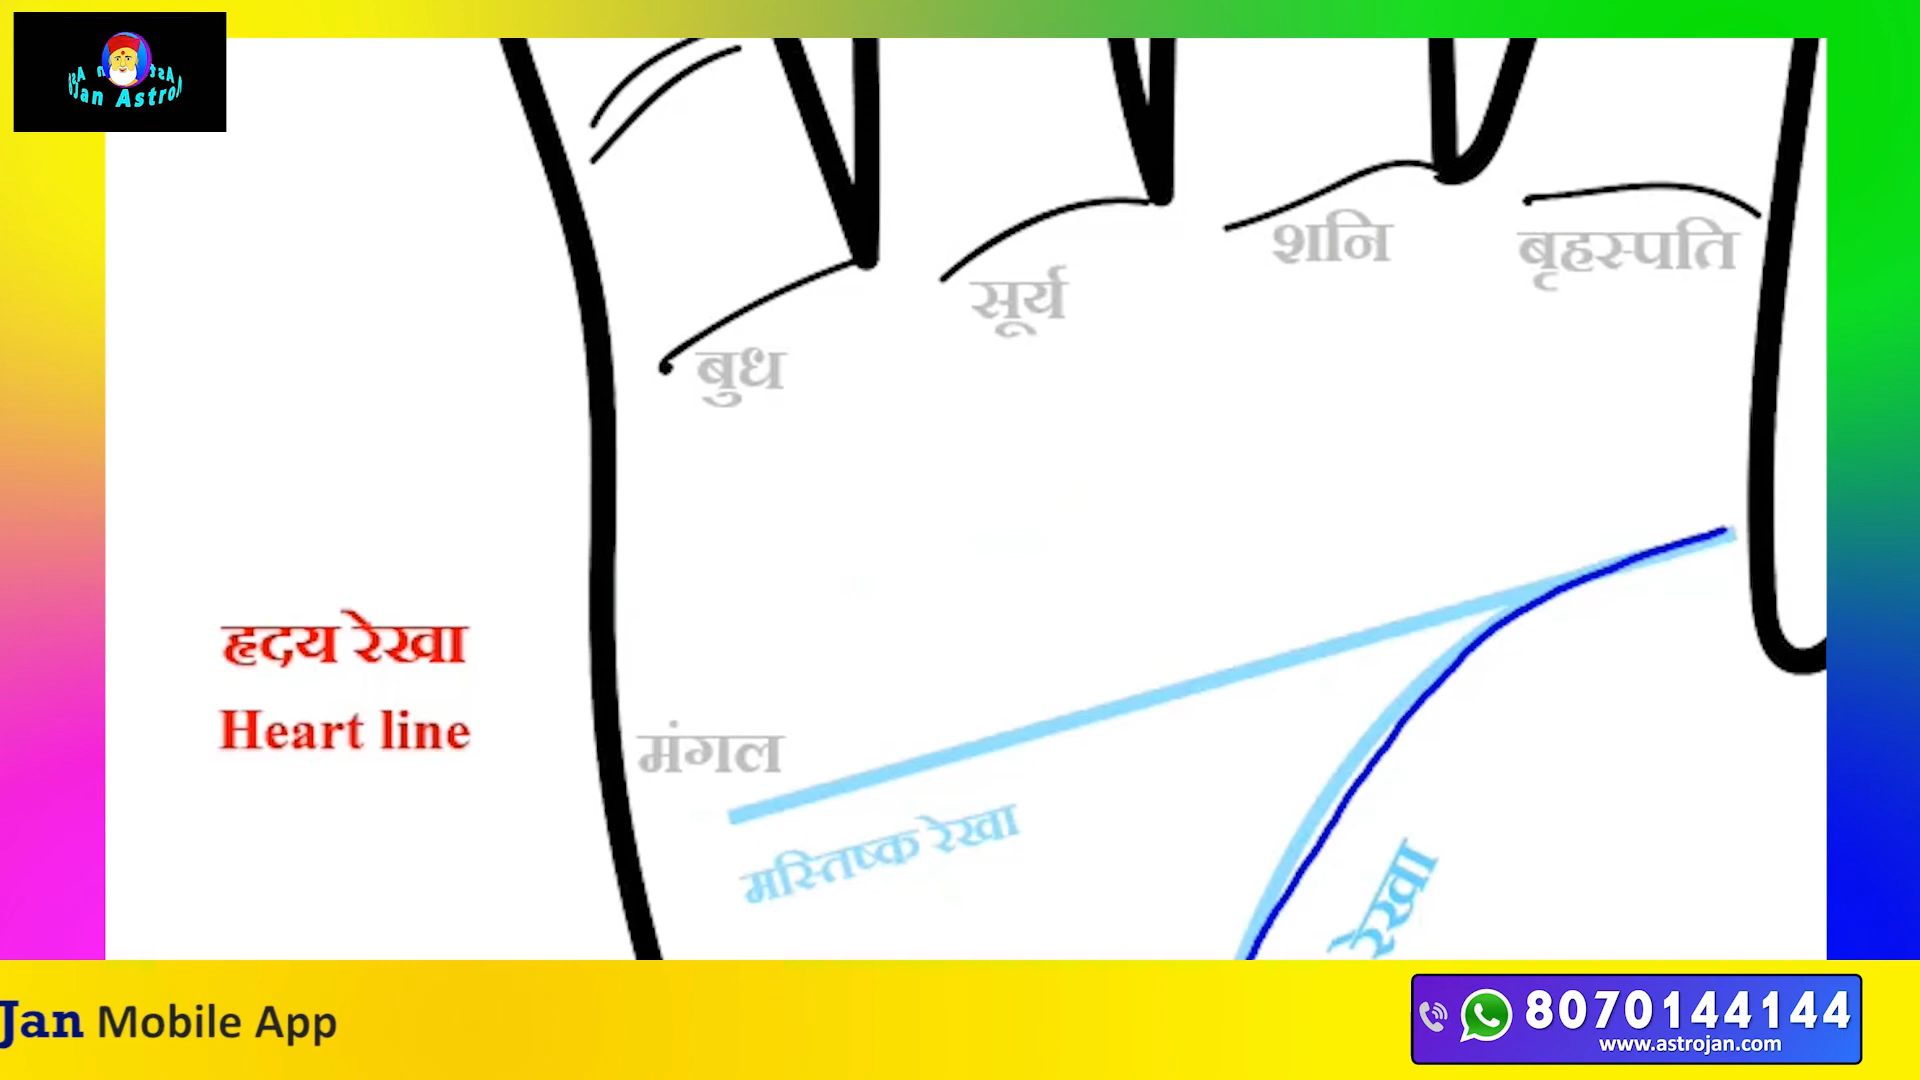 Jan Astro
शनि
बृहस्पति
सूर्य
बुध
हृदय रेखा
Heart line
मंगल
मस्तिष्क रेखा
रेखा
Jan Mobile App
8070144144
www.astrojan.com